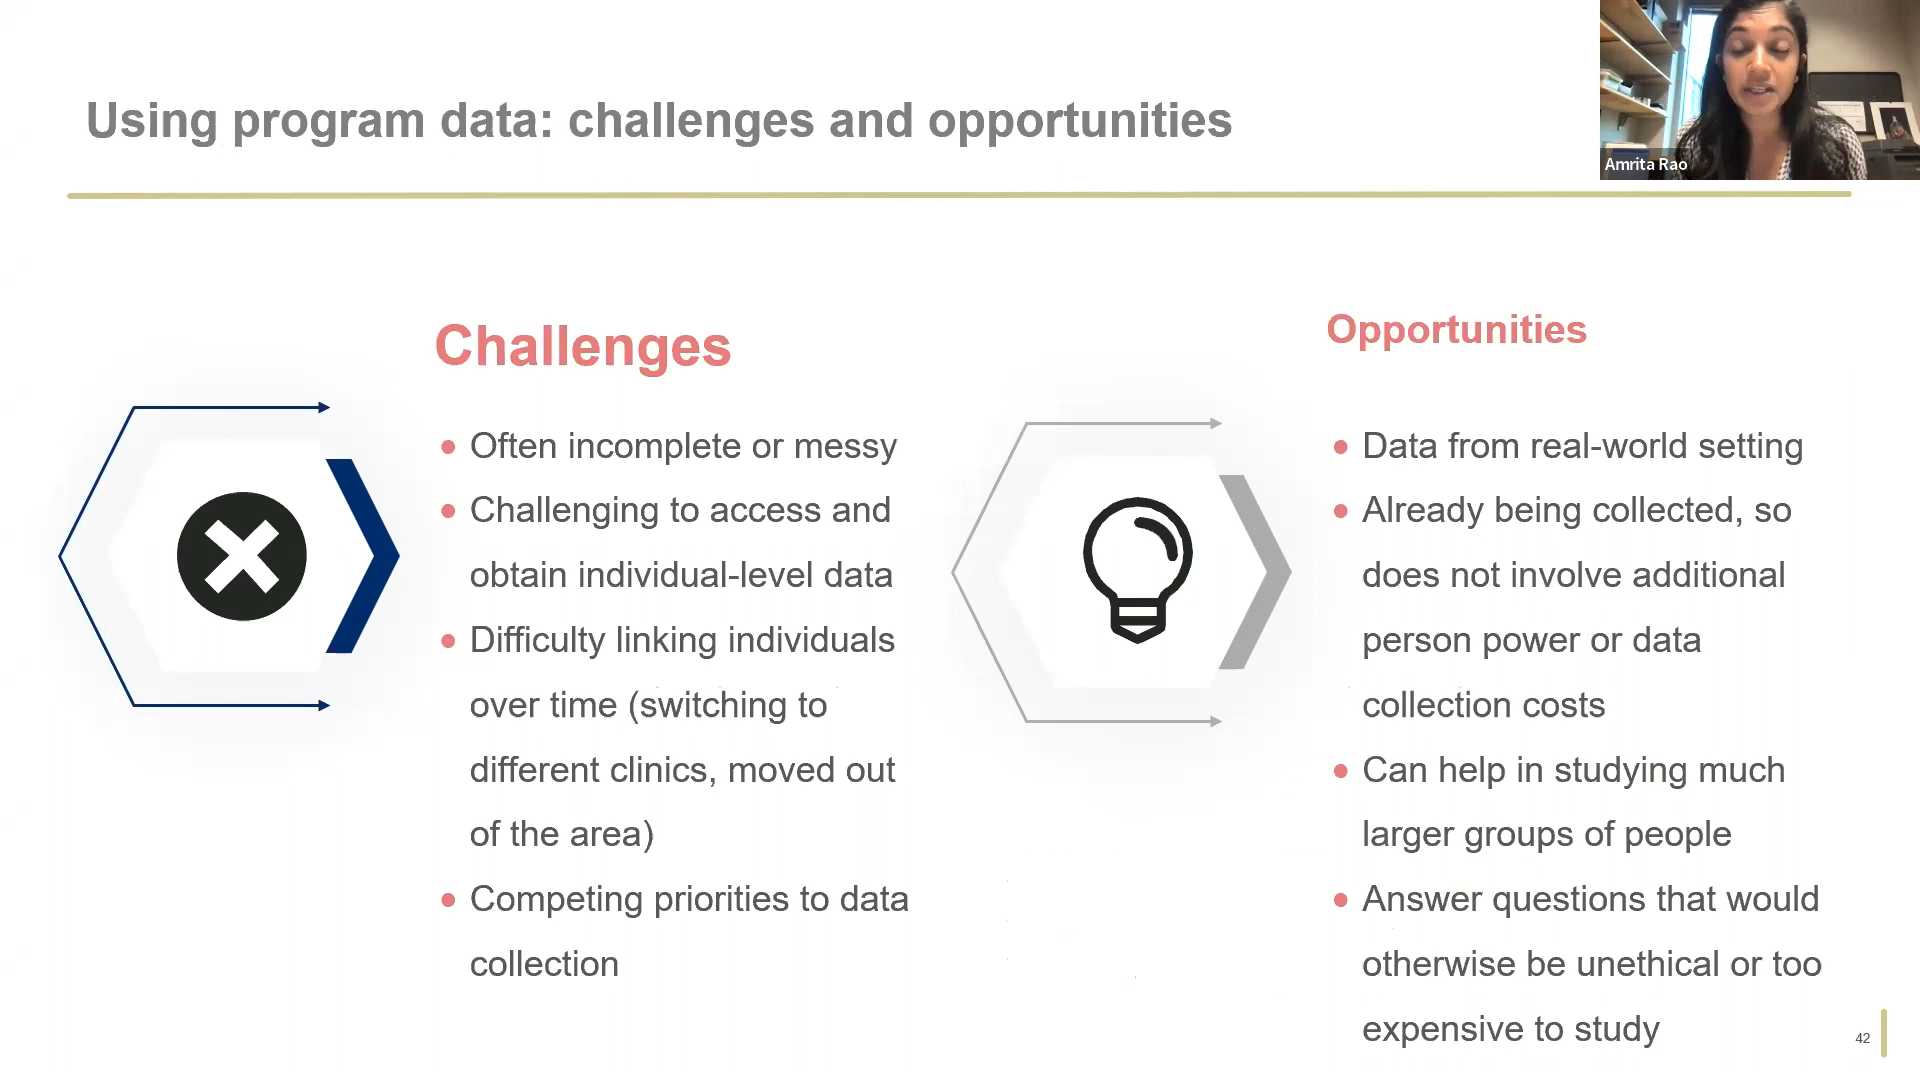 Using program data: challenges and opportunities
Amrita Rao
Challenges
• Often incomplete or messy
• Challenging to access and
obtain individual-level data
• Difficulty linking individuals
over time (switching to
different clinics, moved out
of the area)
• Competing priorities to data
collection
Opportunities
• Data from real-world setting
• Already being collected, so
does not involve additional
person power or data
collection costs
• Can help in studying much
larger groups of people
• Answer questions that would
otherwise be unethical or too
expensive to study
42